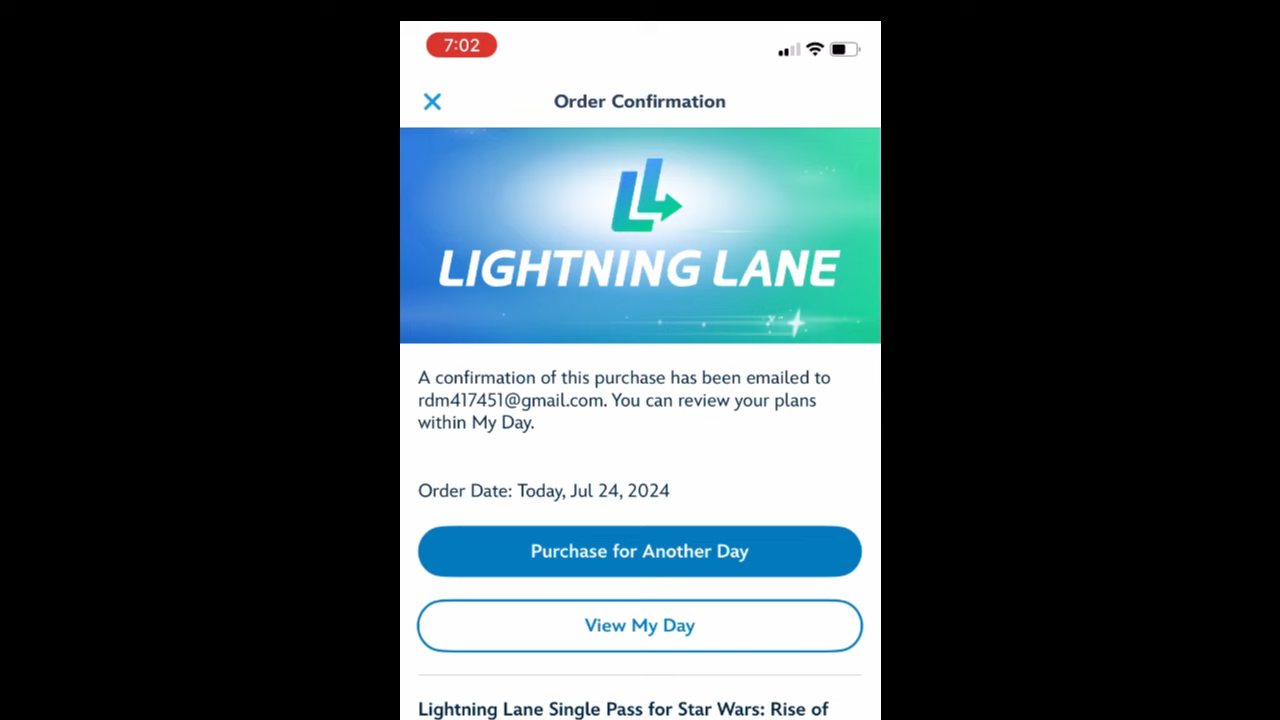 7:02
Order Confirmation
LIGHTNING LANE
A confirmation of this purchase has been emailed to
rdm417451@gmail.com. You can review your plans
within My Day.
Order Date: Today, Jul 24, 2024
Purchase for Another Day
View My Day
Lightning Lane Single Pass for Star Wars: Rise of